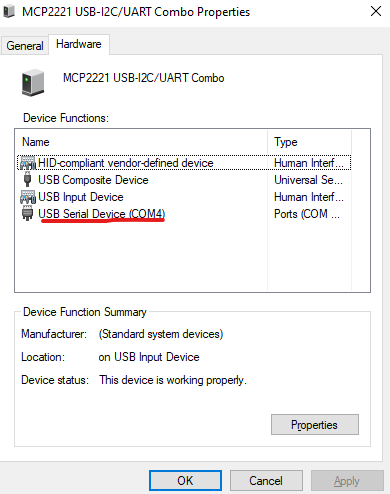 MCP2221 USB-I2C/UART Combo Properties
General Hardware
MCP2221 USB-I2C/UART Combo
Device Functions:
Name Type
HID-compliant vendor-defined device Human Interf...
USB Composite Device Universal Se...
USB Input Device Human Interf...
USB Serial Device (COM4) Ports (COM ...
Device Function Summary
Manufacturer: (Standard system devices)
Location: on USB Input Device
Device status: This device is working properly.
Properties
OK Cancel Apply